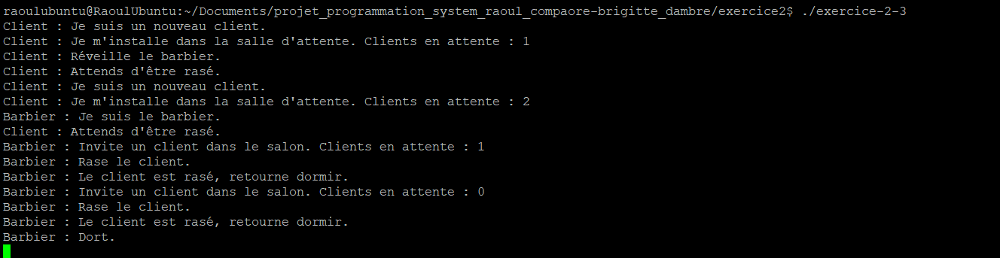 raoulubuntu@RaoulUbuntu:~/Documents/projet_programmation_system_raoul_compaore-brigitte_dambre/exercice2$ ./exercice-2-3
Client : Je suis un nouveau client.
Client : Je m'installe dans la salle d'attente. Clients en attente : 1
Client : Réveille le barbier.
Client : Attends d'être rasé.
Client : Je suis un nouveau client.
Client : Je m'installe dans la salle d'attente. Clients en attente : 2
Barbier : Je suis le barbier.
Client : Attends d'être rasé.
Barbier : Invite un client dans le salon. Clients en attente : 1
Barbier : Rase le client.
Barbier : Le client est rasé, retourne dormir.
Barbier : Invite un client dans le salon. Clients en attente : 0
Barbier : Rase le client.
Barbier : Le client est rasé, retourne dormir.
Barbier : Dort.